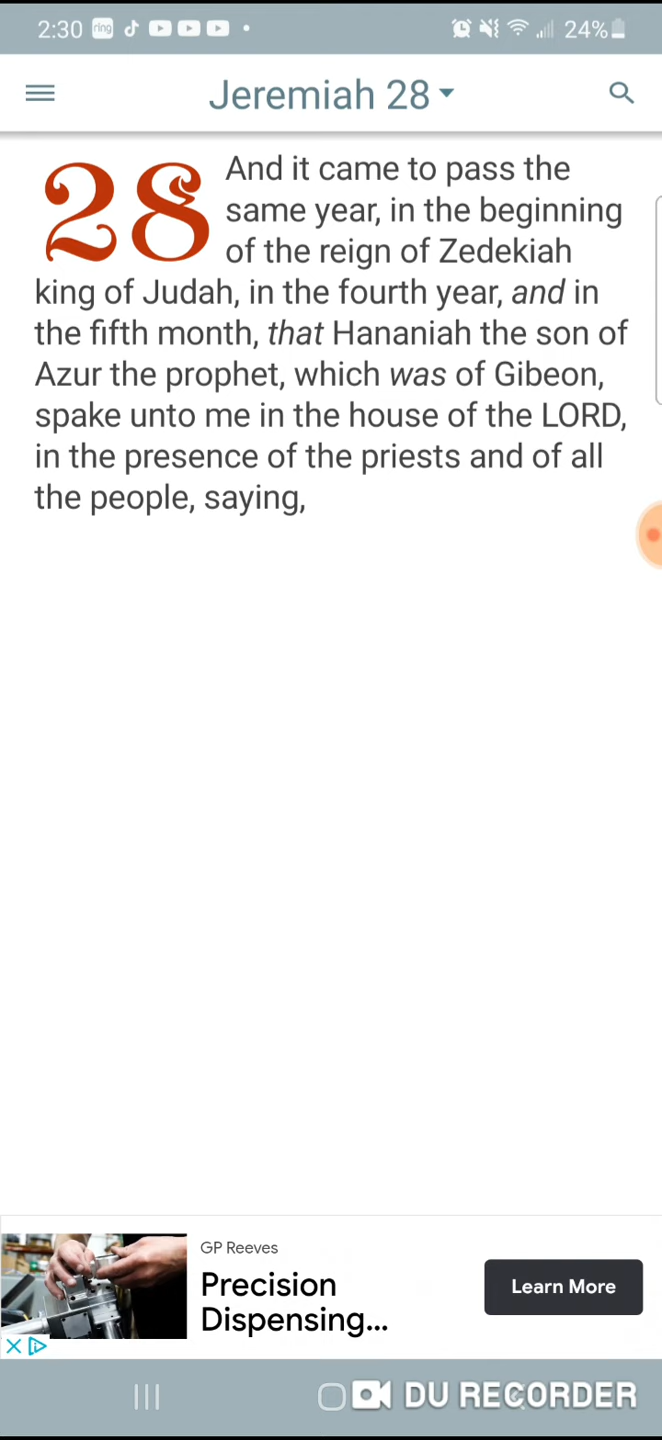 2:30 ring 24%
Jeremiah 28
28 And it came to pass the
same year, in the beginning
of the reign of Zedekiah
king of Judah, in the fourth year, and in
the fifth month, that Hananiah the son of
Azur the prophet, which was of Gibeon,
spake unto me in the house of the LORD,
in the presence of the priests and of all
the people, saying,
GP Reeves
Precision
Dispensing...
Learn More
DU RECORDER